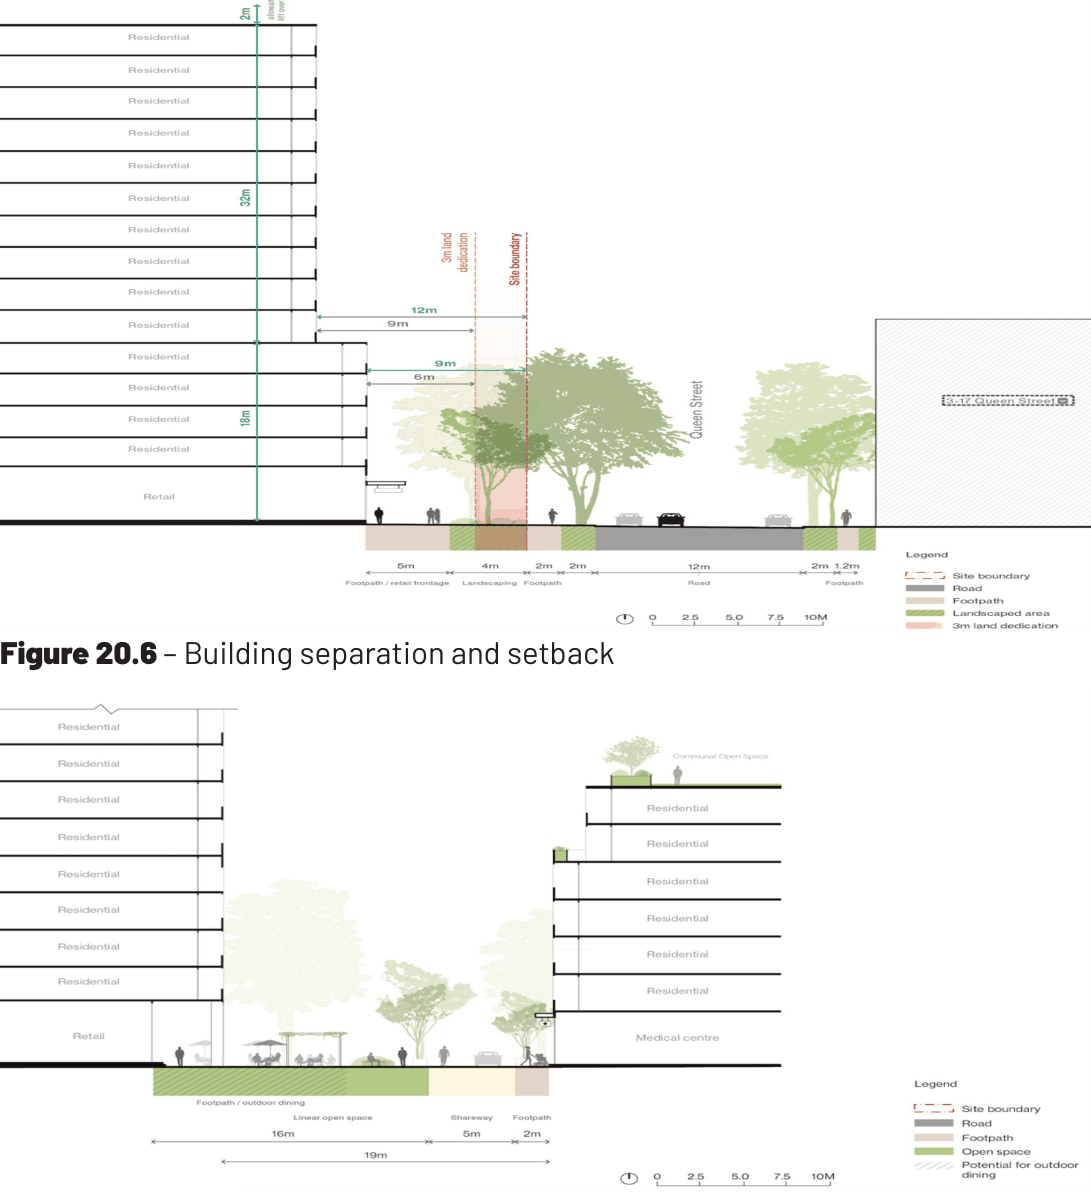 2m
Residential
Residential
Residential
Residential
Residential
Residential
Residential
Residential
Residential
Residential
Residential
Residential
Residential
Residential
Retail
32m
18m
3m land
dedication
Site boundary
12m
9m
9m
6m
Queen Street
Queen Street
5m 4m 2m 2m 12m 2m 1.2m
Footpath / retail frontage Landscaping Footpath Road Footpath
0 2.5 5.0 7.5 10M
Legend
Site boundary
Road
Footpath
Landscaped area
3m land dedication
Figure 20.6 – Building separation and setback
Residential
Residential
Residential
Residential
Residential
Residential
Residential
Residential
Retail
Communal Open Space
Residential
Residential
Residential
Residential
Residential
Residential
Medical centre
Footpath / outdoor dining
Linear open space Shareway Footpath
16m 5m 2m
19m
0 2.5 5.0 7.5 10M
Legend
Site boundary
Road
Footpath
Open space
Potential for outdoor
dining